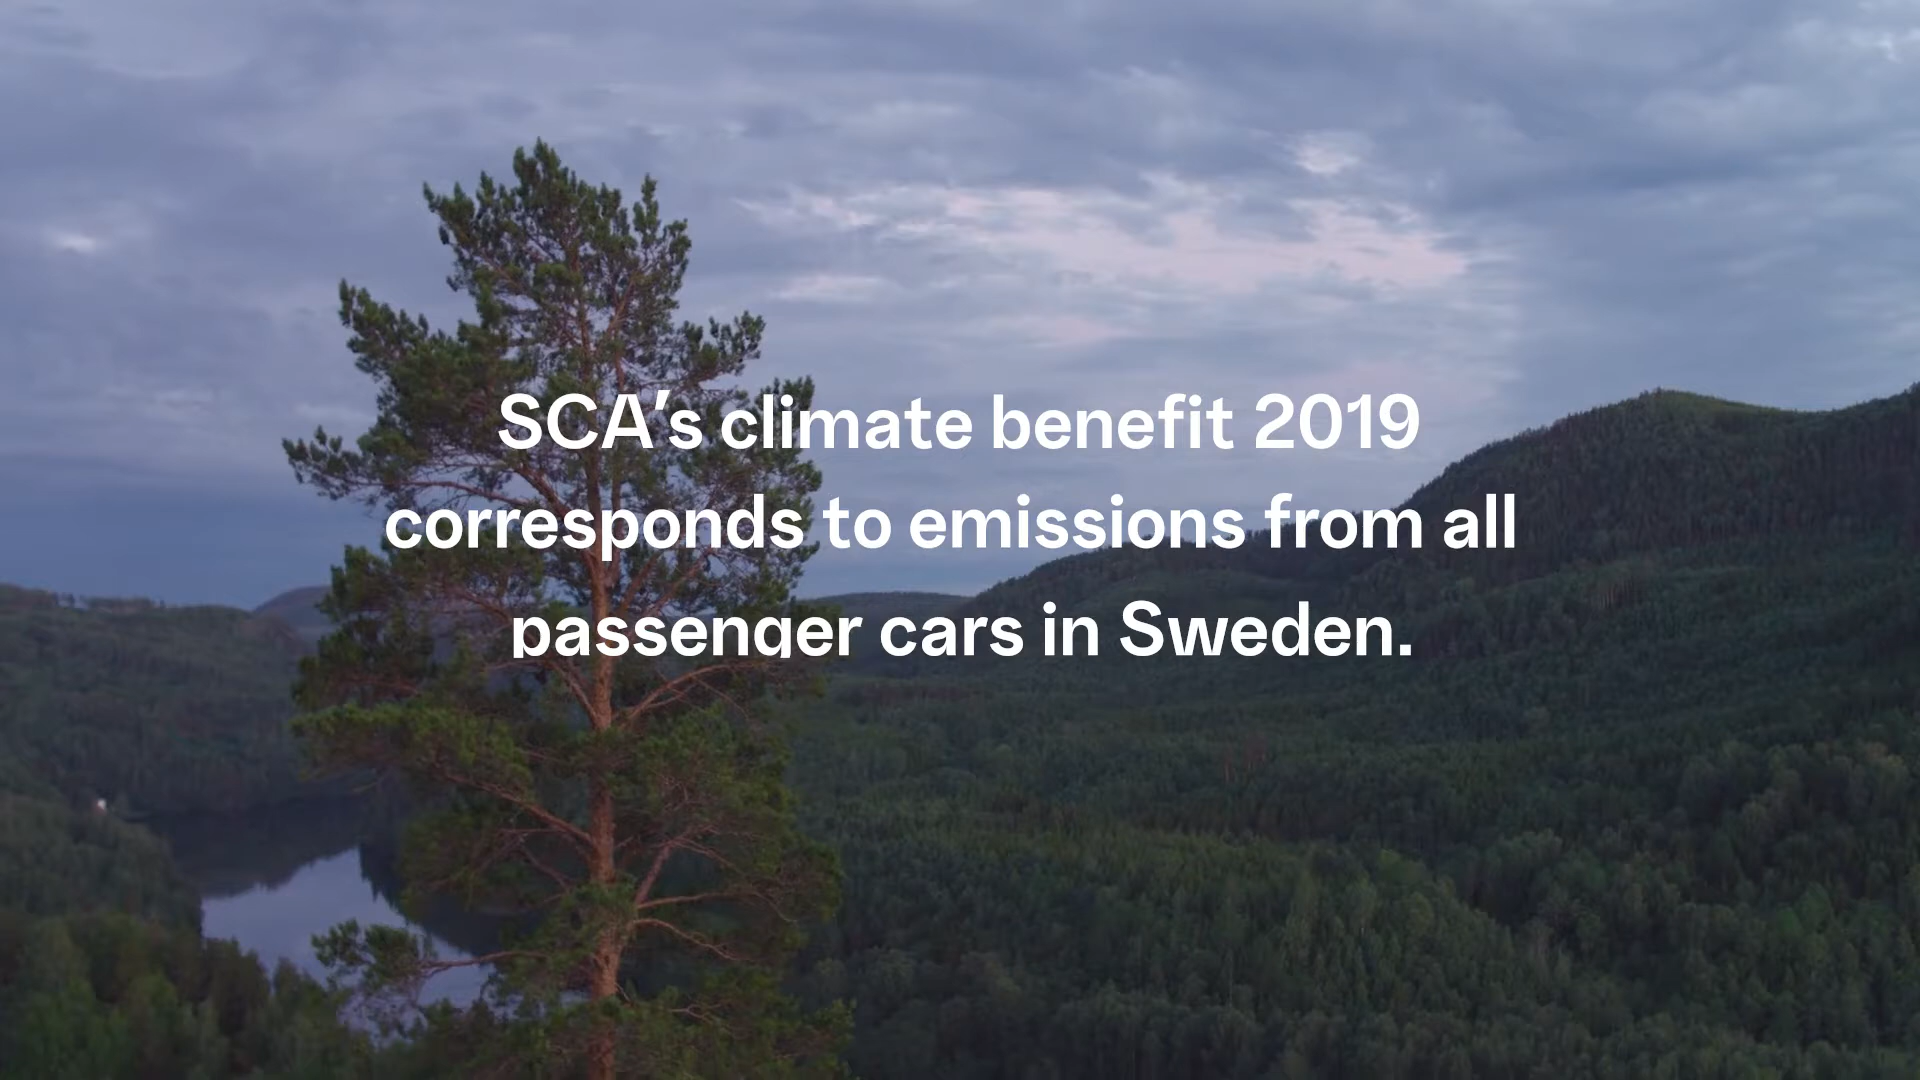 SCA's climate benefit 2019
corresponds to emissions from all
passenger cars in Sweden.